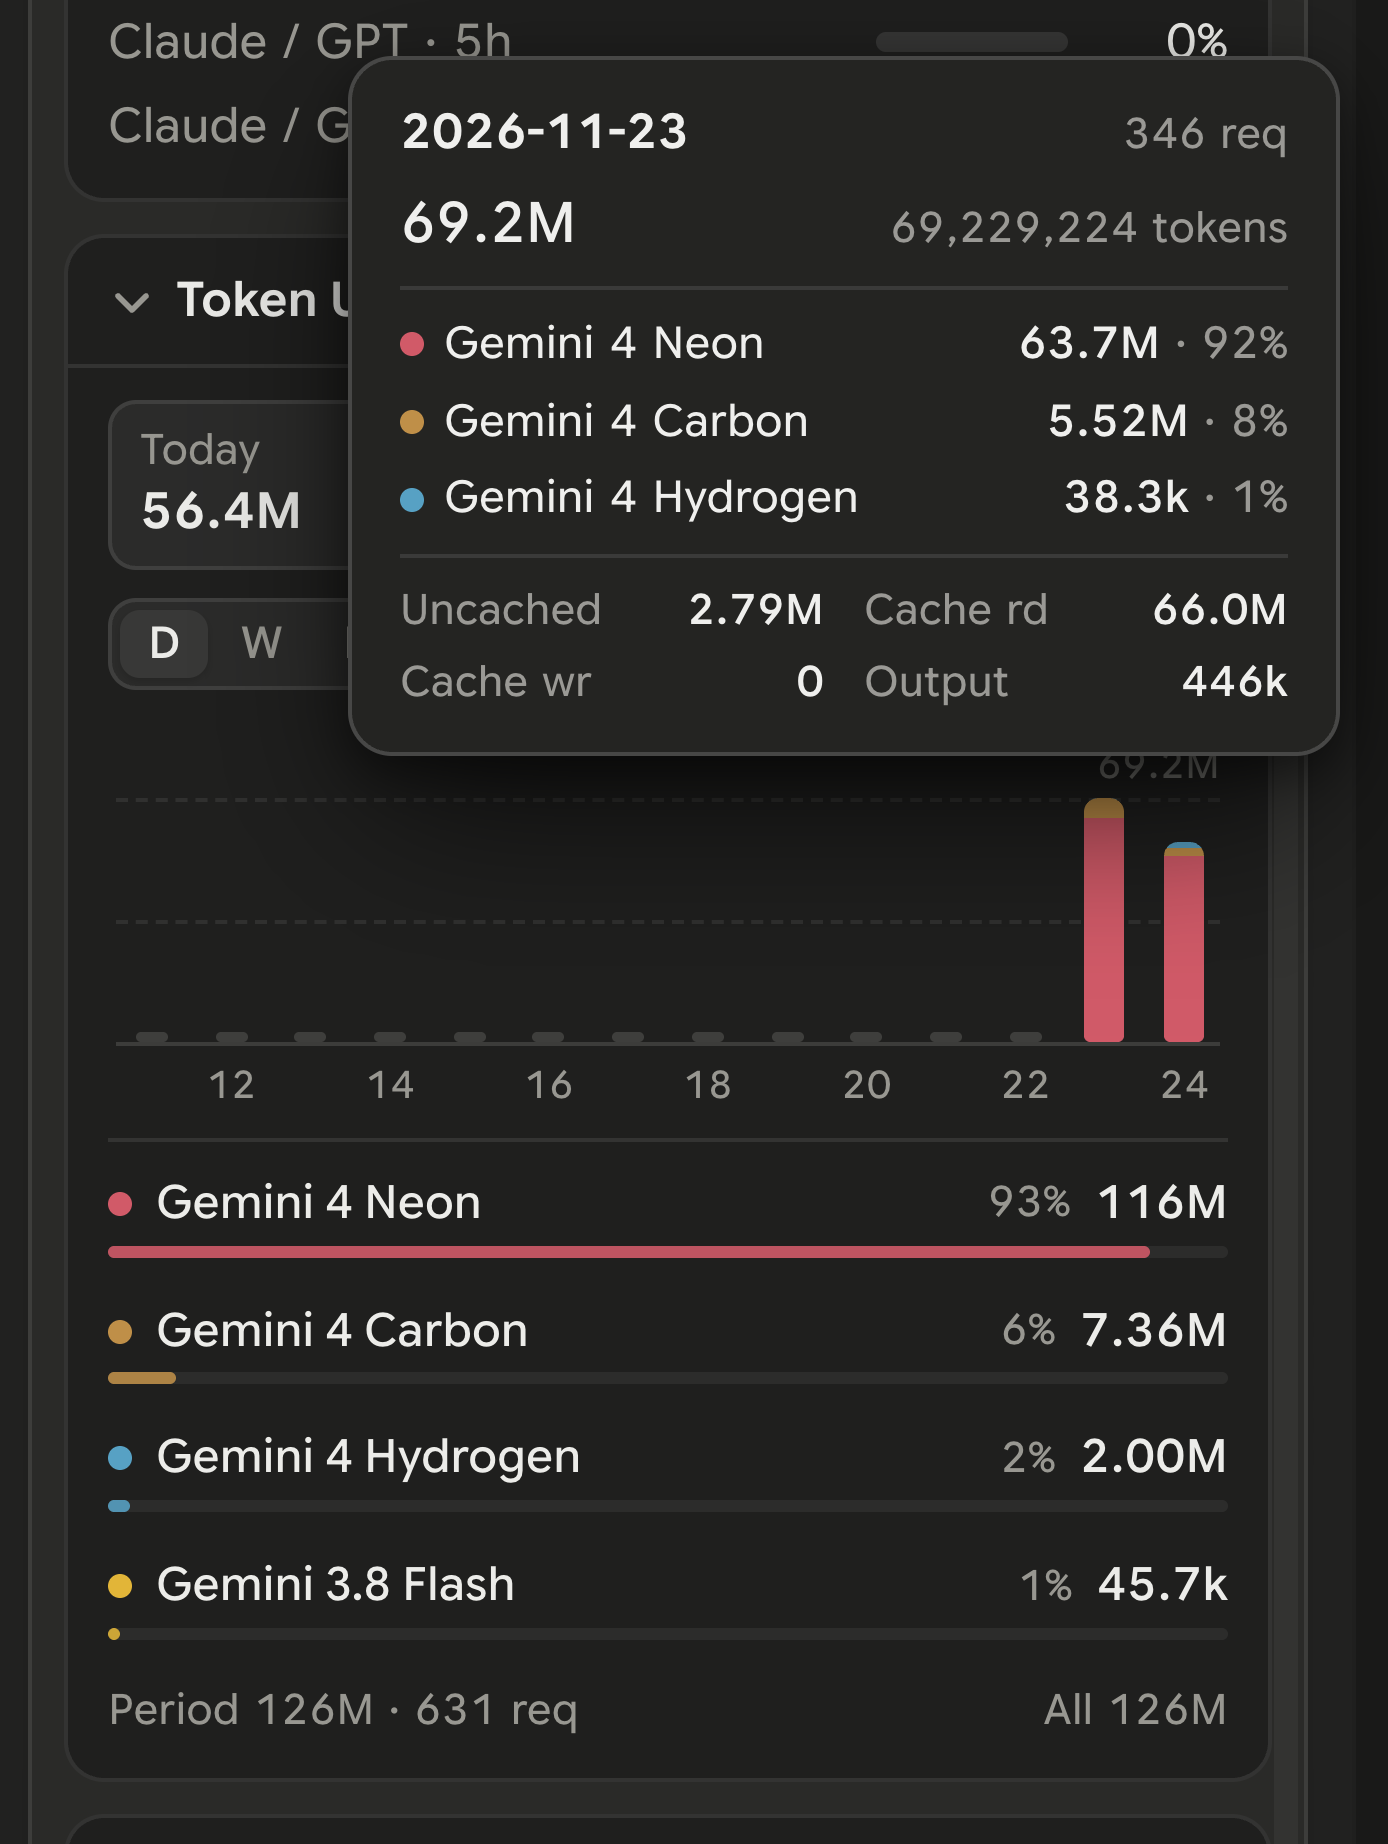 Claude / GPT · 5h 0%
Claude / G
2026-11-23 346 req
69.2M 69,229,224 tokens
Gemini 4 Neon 63.7M · 92%
Gemini 4 Carbon 5.52M · 8%
Gemini 4 Hydrogen 38.3k · 1%
Uncached 2.79M Cache rd 66.0M
Cache wr 0 Output 446k
Token
Today
56.4M
D W
69.2M
12 14 16 18 20 22 24
Gemini 4 Neon 93% 116M
Gemini 4 Carbon 6% 7.36M
Gemini 4 Hydrogen 2% 2.00M
Gemini 3.8 Flash 1% 45.7k
Period 126M · 631 req All 126M